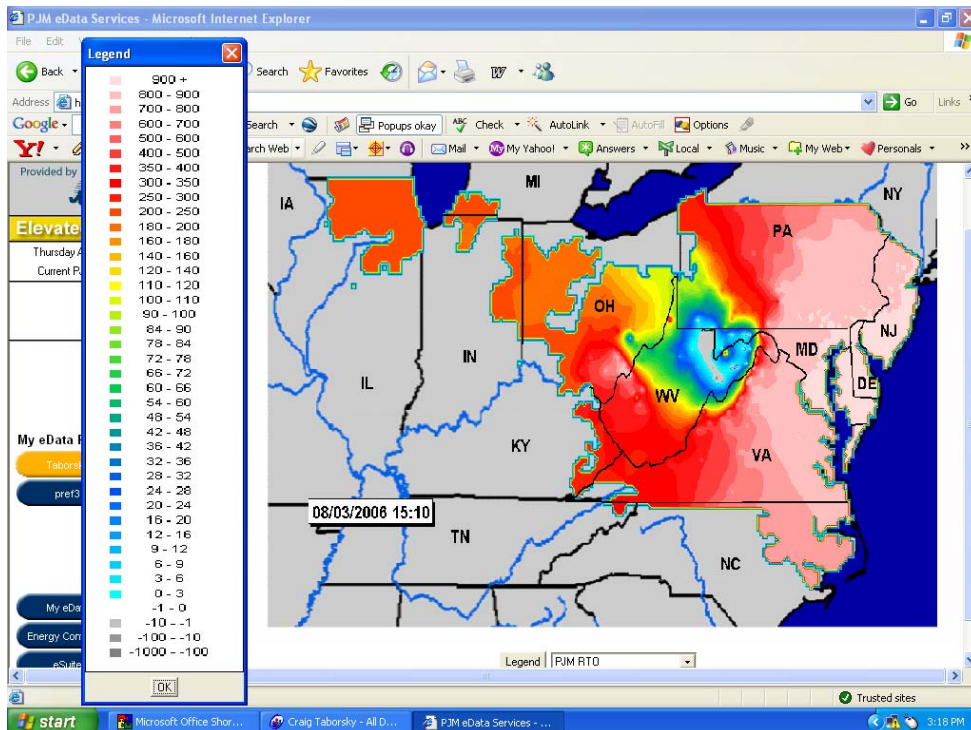 PJM eData Services - Microsoft Internet Explorer
File Edit
Back Search Favorites
Address Go Links
Google Search Popups okay Check AutoLink AutoFill Options
Y! Search Web Mail My Yahoo! Answers Local Music My Web Personals
Provided by
Elevate
Thursday A
Current P
My eData F
Taborsk
pref3
My eDa
Energy Com
eSuite
Legend
900 +
800 - 900
700 - 800
600 - 700
500 - 600
400 - 500
350 - 400
300 - 350
250 - 300
200 - 250
180 - 200
160 - 180
140 - 160
120 - 140
110 - 120
100 - 110
90 - 100
84 - 90
78 - 84
72 - 78
66 - 72
60 - 66
54 - 60
48 - 54
42 - 48
36 - 42
32 - 36
28 - 32
24 - 28
20 - 24
16 - 20
12 - 16
9 - 12
6 - 9
3 - 6
0 - 3
-1 - 0
-10 - -1
-100 - -10
-1000 - -100
OK
IA
MI
NY
PA
OH
NJ
MD
IN
DE
IL
WV
KY
VA
08/03/2006 15:10
TN
NC
Legend PJM RTO
Trusted sites
start Microsoft Office Shor... Craig Taborsky - All D... PJM eData Services - ... 3:18 PM